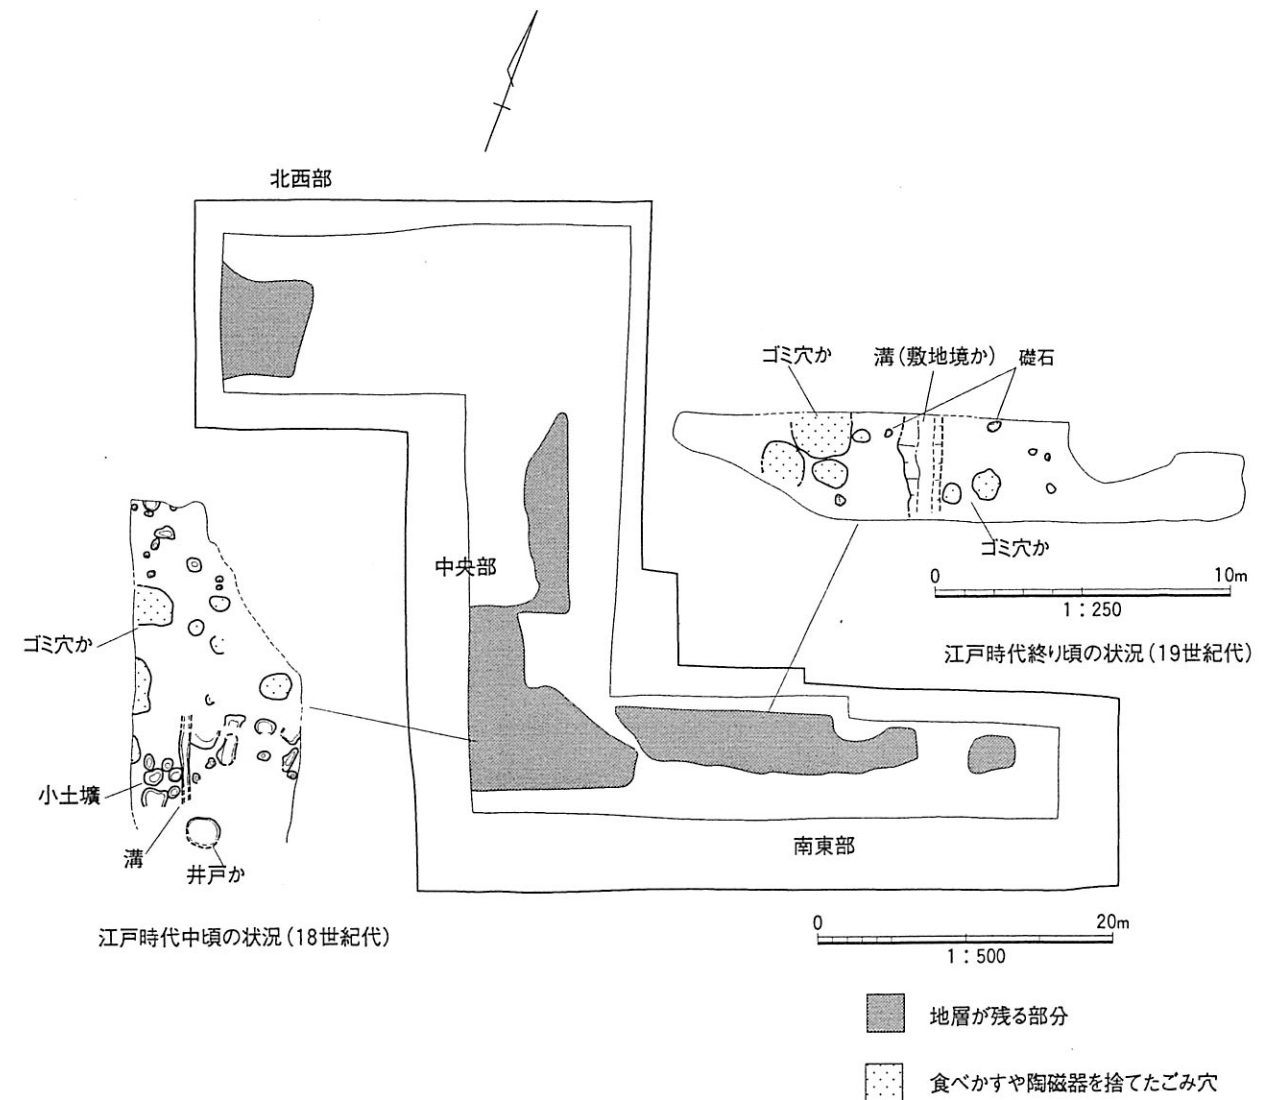 北西部
ゴミ穴か
溝(敷地境か)
礎石
中央部
ゴミ穴か
0 10m
1:250
江戸時代終り頃の状況(19世紀代)
ゴミ穴か
小土壙
溝
井戸か
江戸時代中頃の状況(18世紀代)
南東部
0 20m
1:500
地層が残る部分
食べかすや陶磁器を捨てたごみ穴